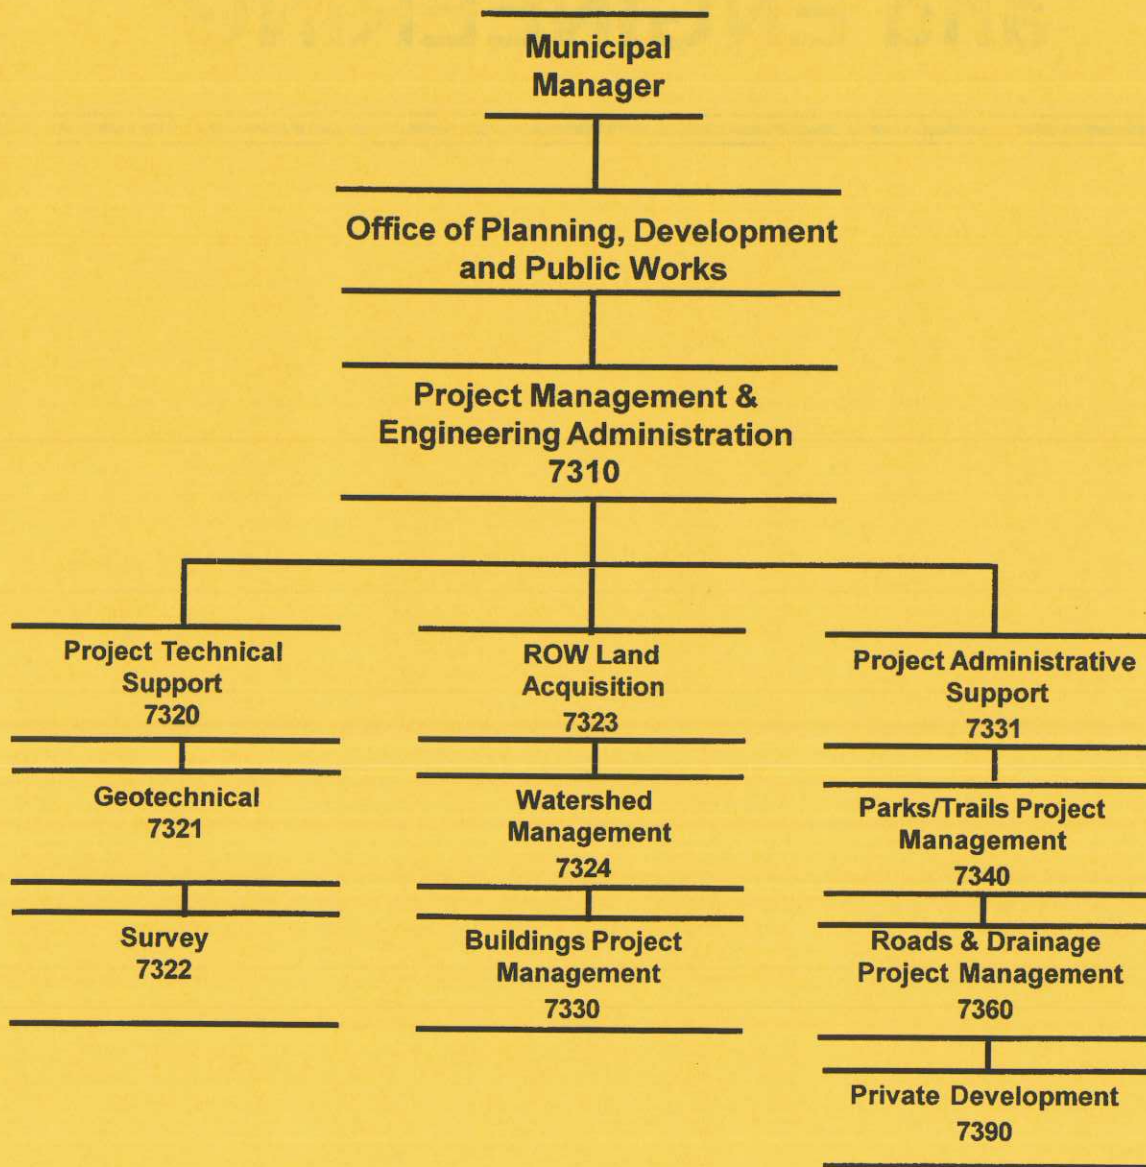 Municipal
Manager
Office of Planning, Development
and Public Works
Project Management &
Engineering Administration
7310
Project Technical
Support
7320
Geotechnical
7321
Survey
7322
ROW Land
Acquisition
7323
Watershed
Management
7324
Buildings Project
Management
7330
Project Administrative
Support
7331
Parks/Trails Project
Management
7340
Roads & Drainage
Project Management
7360
Private Development
7390